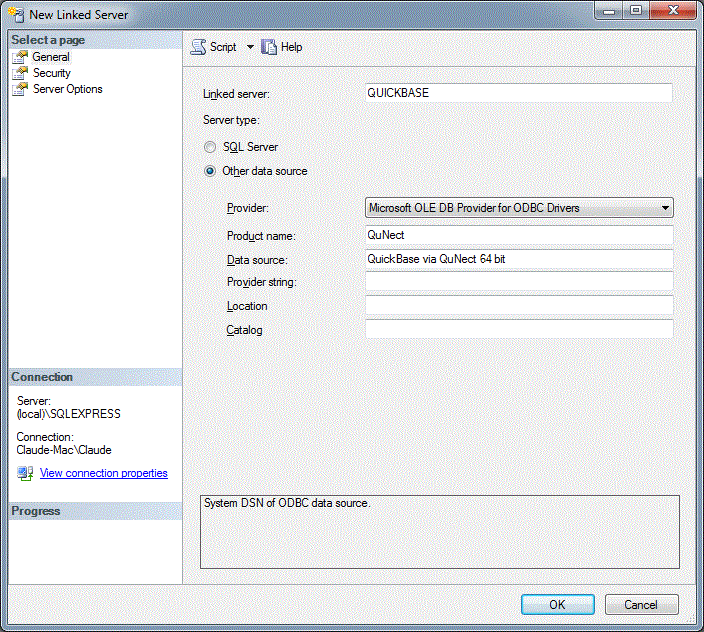 New Linked Server
Select a page
General
Security
Server Options
Script
Help
Linked server:
QUICKBASE
Server type:
SQL Server
Other data source
Provider:
Microsoft OLE DB Provider for ODBC Drivers
Product name:
QuNect
Data source:
QuickBase via QuNect 64 bit
Provider string:
Location
Catalog
Connection
Server:
(local)\SQLEXPRESS
Connection:
Claude-Mac\Claude
View connection properties
Progress
System DSN of ODBC data source.
OK
Cancel